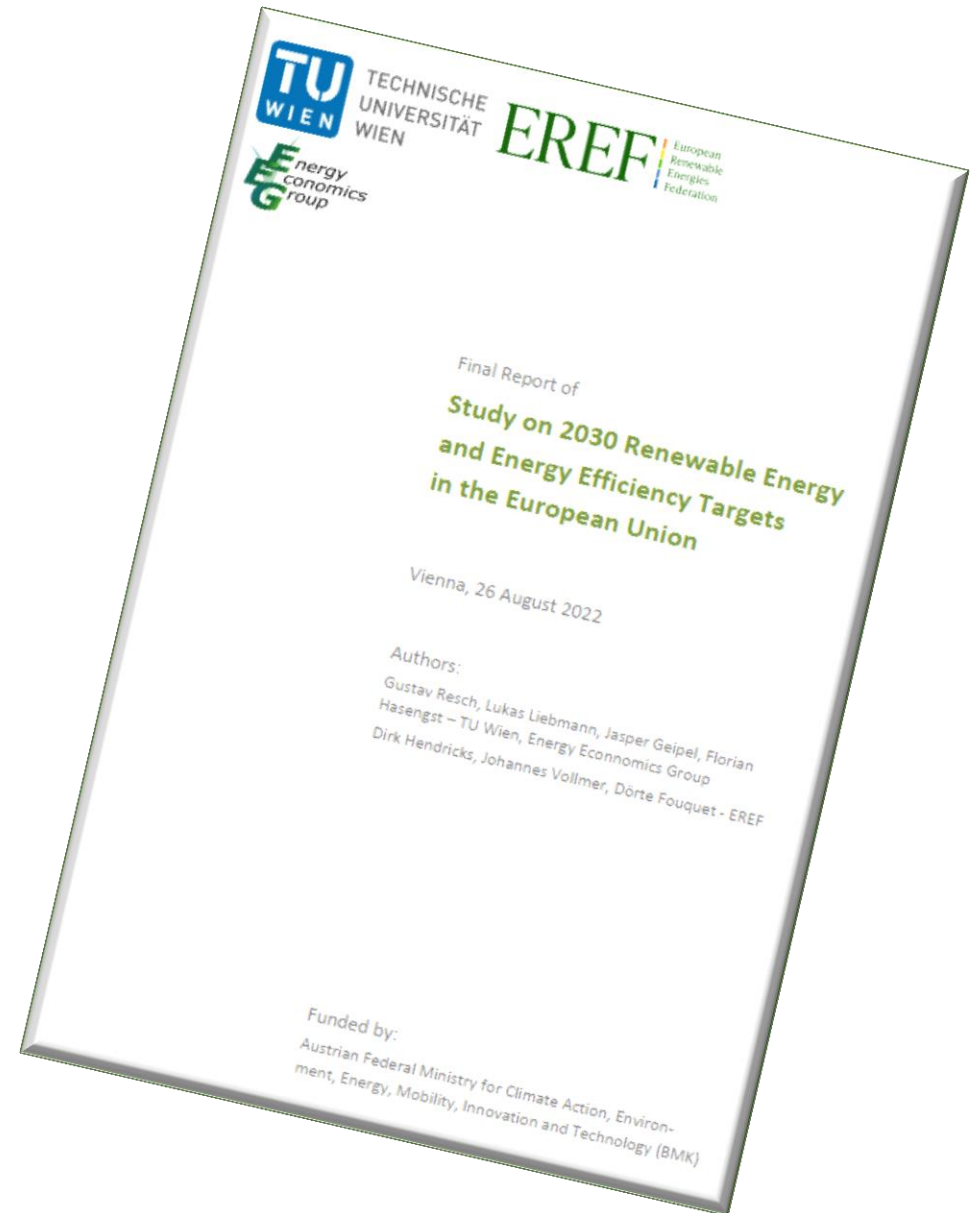 TU
WIEN
TECHNISCHE
UNIVERSITÄT
WIEN
EREF
European
Renewable
Energies
Federation
Energy
Economics
Group
Final Report of
Study on 2030 Renewable Energy
and Energy Efficiency Targets
in the European Union
Vienna, 26 August 2022
Authors:
Gustav Resch, Lukas Liebmann, Jasper Geipel, Florian
Hasengst – TU Wien, Energy Econnomics Group
Dirk Hendricks, Johannes Vollmer, Dörte Fouquet - EREF
Funded by:
Austrian Federal Ministry for Climate Action, Environ-
ment, Energy, Mobility, Innovation and Technology (BMK)